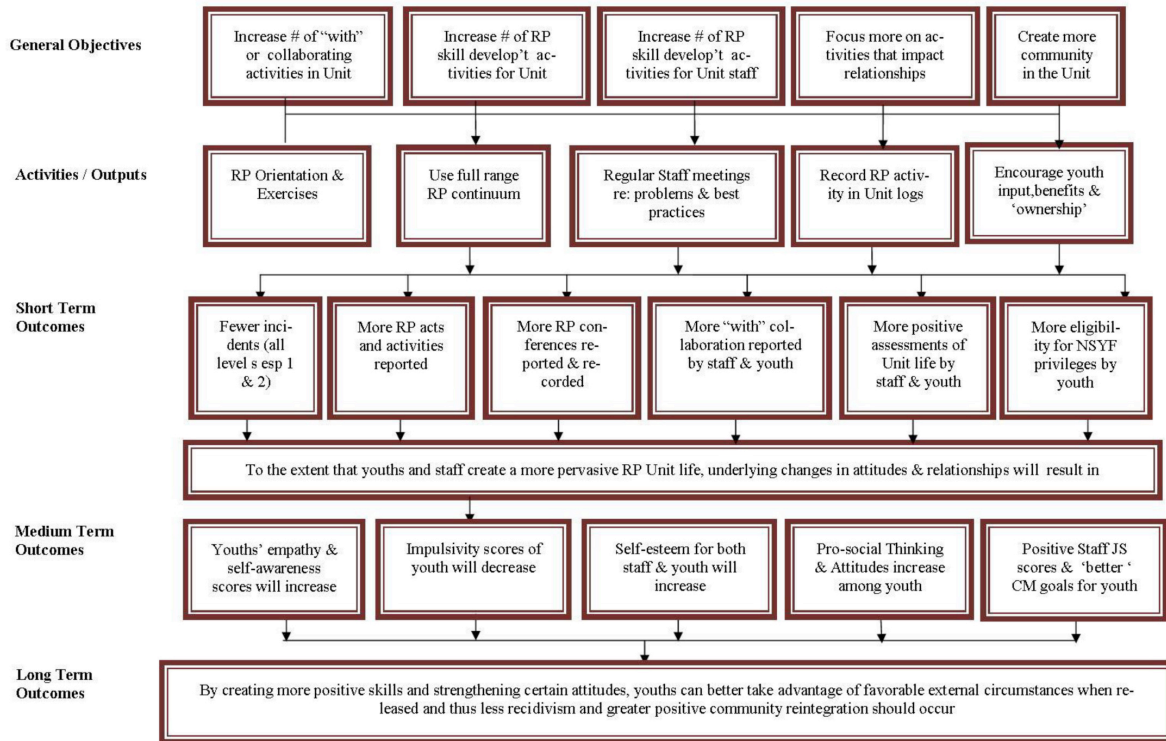 General Objectives
Increase # of “with”
or collaborating
activities in Unit
Increase # of RP
skill develop’t ac-
tivities for Unit
Increase # of RP
skill develop’t ac-
tivities for Unit staff
Focus more on ac-
tivities that impact
relationships
Create more
community
in the Unit
Activities / Outputs
RP Orientation &
Exercises
Use full range
RP continuum
Regular Staff meetings
re: problems & best
practices
Record RP activ-
ity in Unit logs
Encourage youth
input,benefits &
‘ownership’
Short Term
Outcomes
Fewer inci-
dents (all
level s esp 1
& 2)
More RP acts
and activities
reported
More RP con-
ferences re-
ported & re-
corded
More “with” col-
laboration reported
by staff & youth
More positive
assessments of
Unit life by
staff & youth
More eligibil-
ity for NSYF
privileges by
youth
To the extent that youths and staff create a more pervasive RP Unit life, underlying changes in attitudes & relationships will result in
Medium Term
Outcomes
Youths’ empathy &
self-awareness
scores will increase
Impulsivity scores of
youth will decrease
Self-esteem for both
staff & youth will
increase
Pro-social Thinking
& Attitudes increase
among youth
Positive Staff JS
scores & ‘better ‘
CM goals for youth
Long Term
Outcomes
By creating more positive skills and strengthening certain attitudes, youths can better take advantage of favorable external circumstances when re-
leased and thus less recidivism and greater positive community reintegration should occur